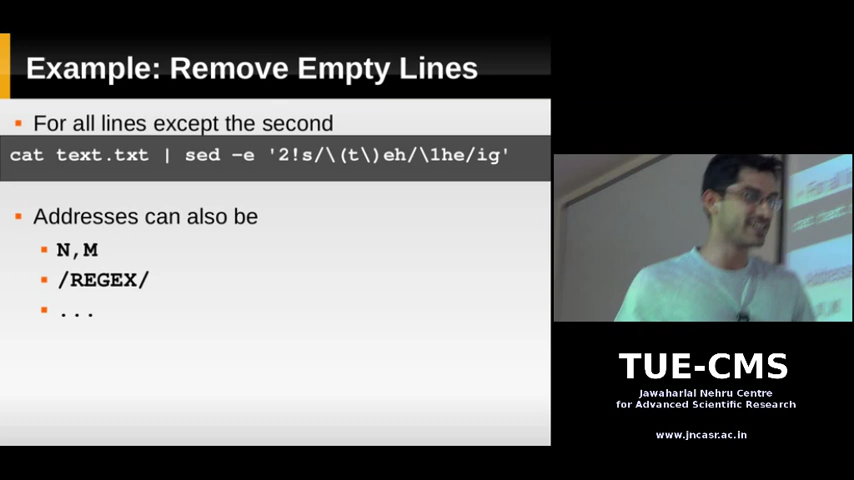 Example: Remove Empty Lines
For all lines except the second
cat text.txt | sed –e '2!s/\(t\)eh/\1he/ig'
Addresses can also be
N,M
/REGEX/
...
TUE-CMS
Jawaharlal Nehru Centre
for Advanced Scientific Research
www.jncasr.ac.in